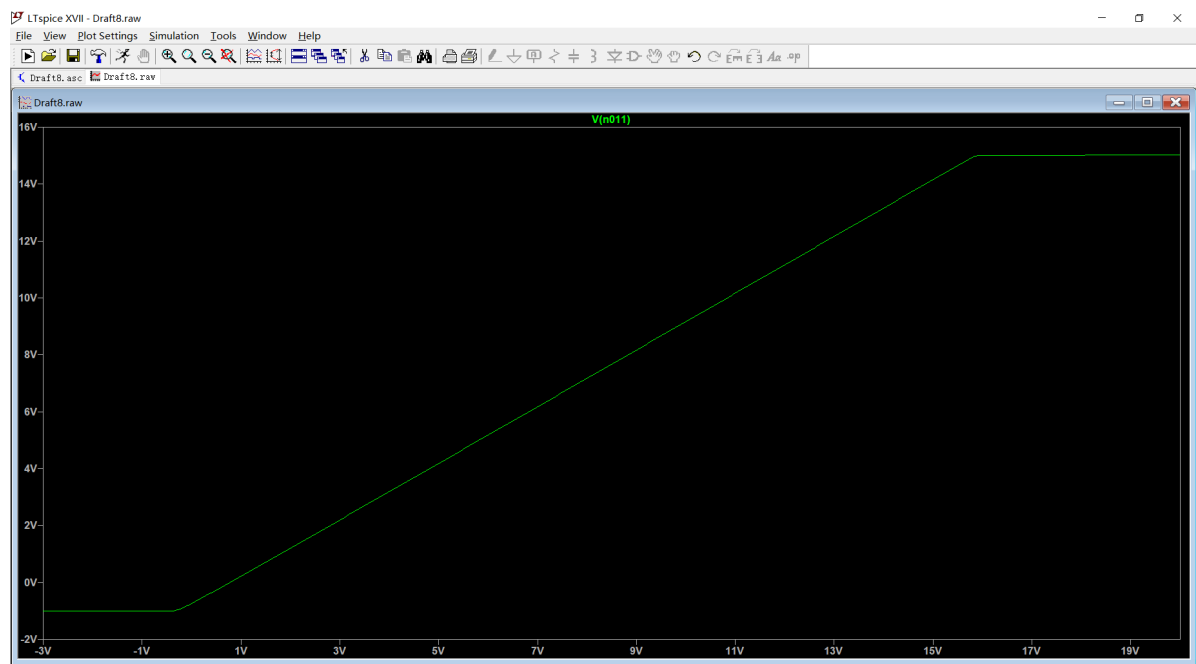 LTspice XVII - Draft8.raw
File View Plot Settings Simulation Tools Window Help
Aa .op
Draft8.asc Draft8.raw
Draft8.raw
V(n011)
16V
14V
12V
10V
8V
6V
4V
2V
0V
-2V
-3V -1V 1V 3V 5V 7V 9V 11V 13V 15V 17V 19V